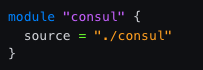 module "consul" {
  source = "./consul"
}